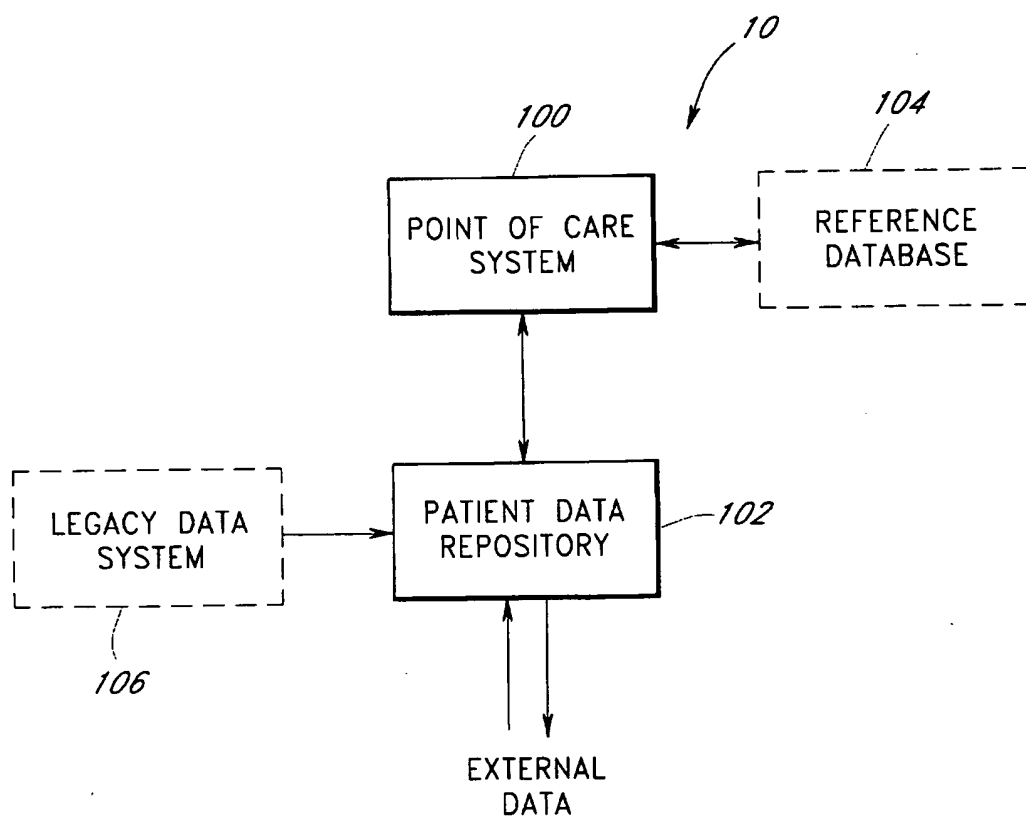 10
100
104
POINT OF CARE
SYSTEM
REFERENCE
DATABASE
LEGACY DATA
SYSTEM
PATIENT DATA
REPOSITORY
102
106
EXTERNAL
DATA